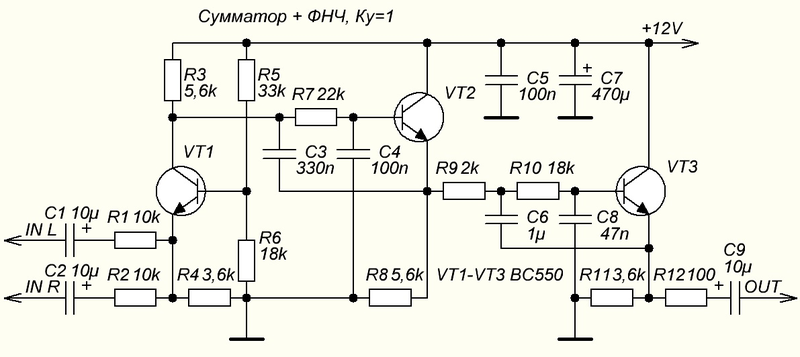 Сумматор + ФНЧ, Ку=1
+12V
R3
5,6k
R5
33k
R7 22k
VT2
C5
100n
+
C7
470µ
VT1
C3
330n
C4
100n
R9 2k
R10 18k
VT3
C1 10µ
+
R1 10k
IN L
R6
18k
C6
1µ
C8
47n
C2 10µ
+
IN R
R2 10k
R4 3,6k
R8 5,6k
VT1-VT3 BC550
R11 3,6k
R12 100
C9
10µ
+
OUT